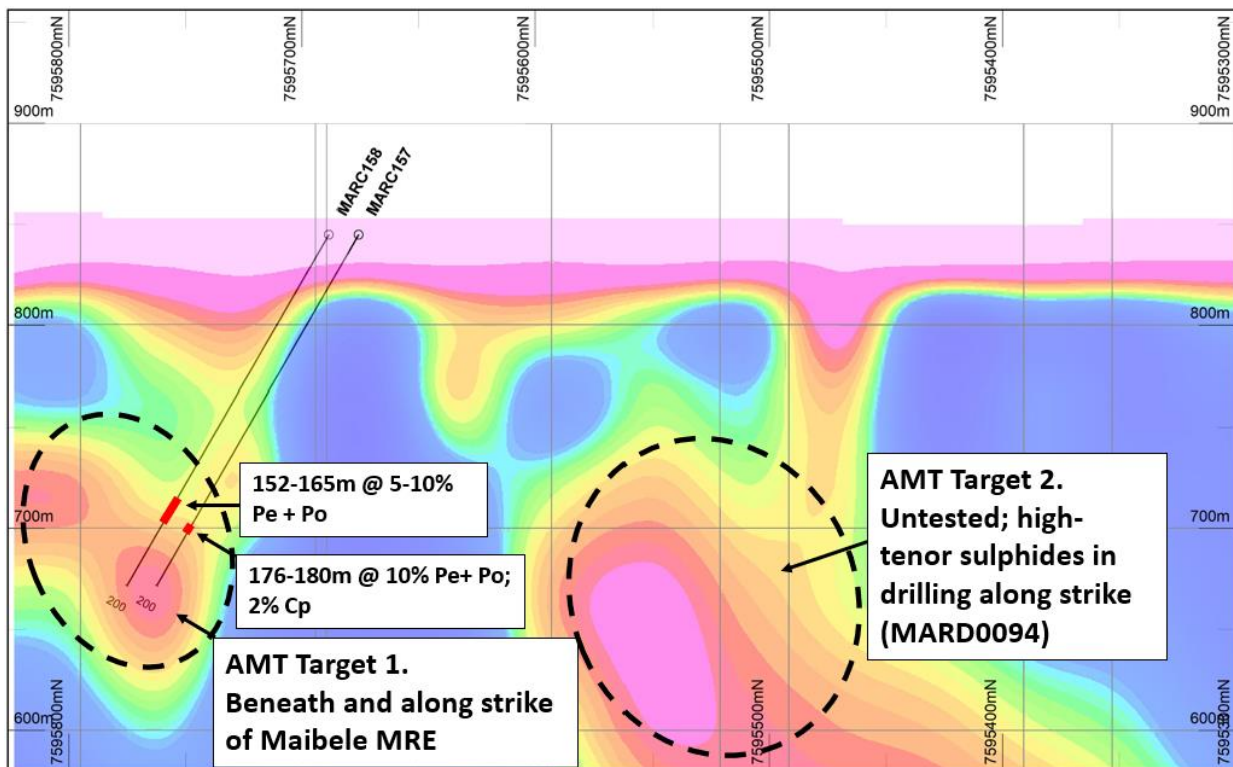 7595800mN
7595700mN
7595600mN
7595500mN
7595400mN
7595300mN
900m
900m
MARC158
MARC157
800m
800m
152-165m @ 5-10%
Pe + Po
700m
700m
176-180m @ 10% Pe+ Po;
2% Cp
200
200
AMT Target 1.
Beneath and along strike
of Maibele MRE
AMT Target 2.
Untested; high-
tenor sulphides in
drilling along strike
(MARD0094)
600m
600m
7595800mN
7595500mN
7595400mN
7595300mN